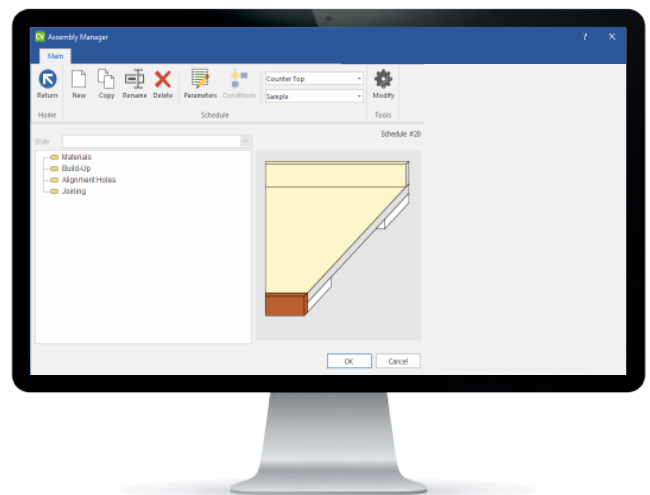 CV Assembly Manager ? X
Main
Return New Copy Rename Delete Parameters Conditions Counter Top Modify
Sample
Home Schedule Tools
Schedule #20
Style
Materials
Build-Up
Alignment Holes
Joining
OK Cancel